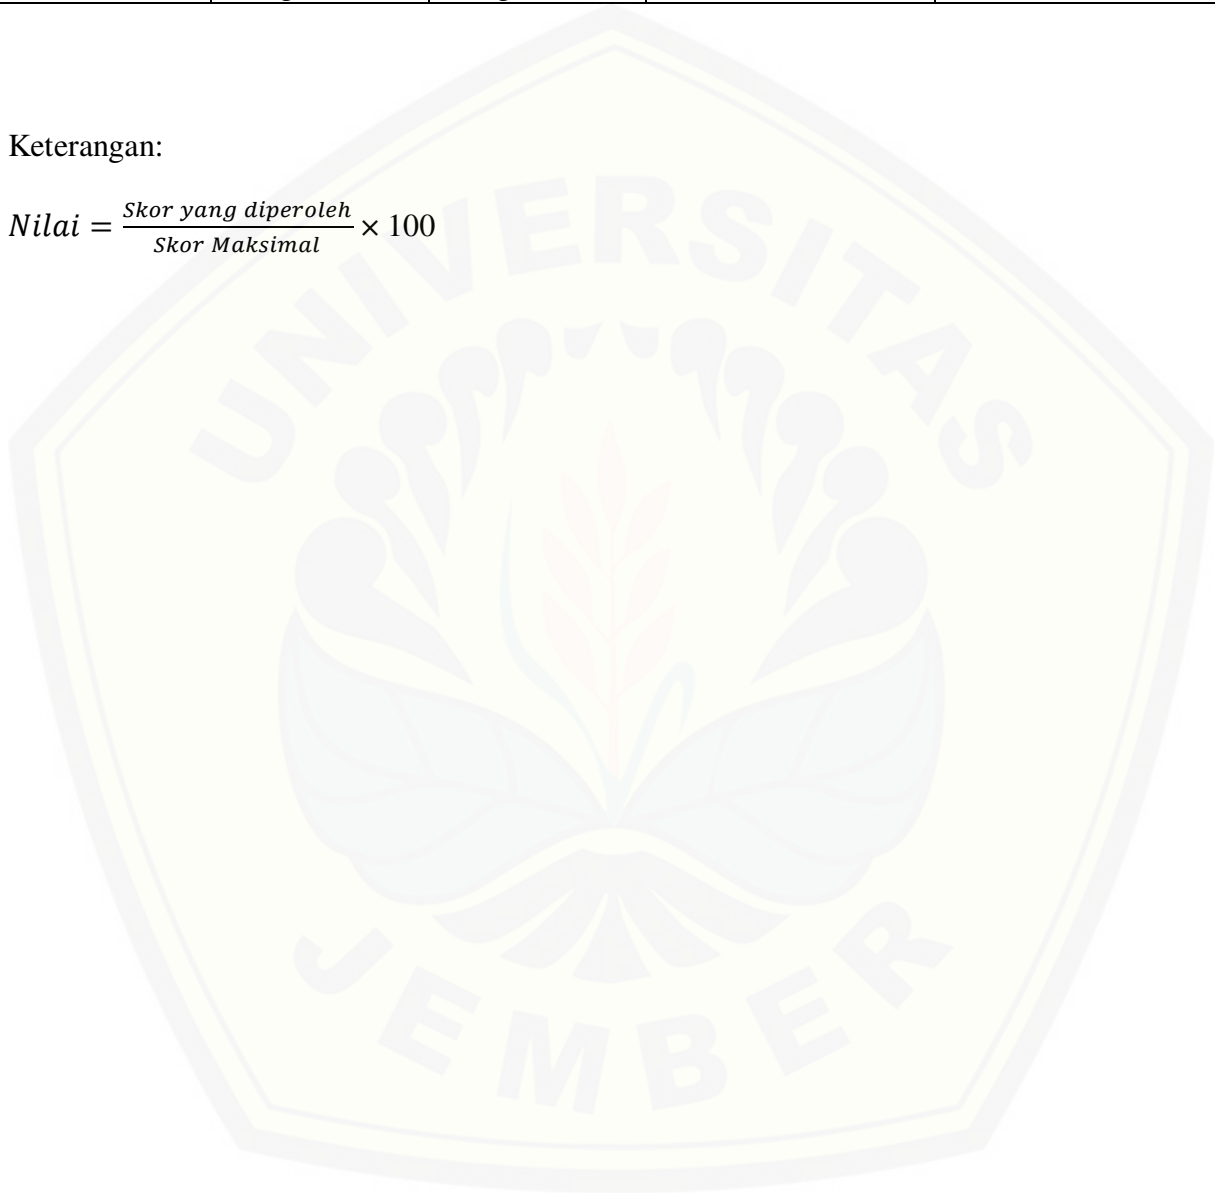 Keterangan:
Nilai = Skor yang diperoleh / Skor Maksimal × 100
UNIVERSITAS
JEMBER